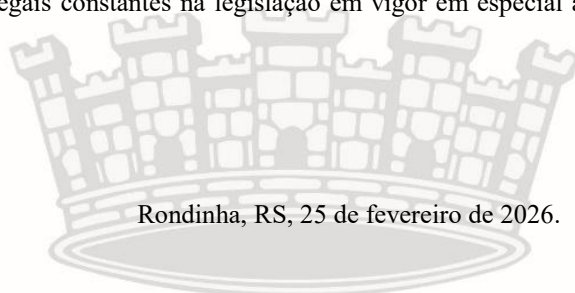 egais constantes na legislação em vigor em especial a
Rondinha, RS, 25 de fevereiro de 2026.